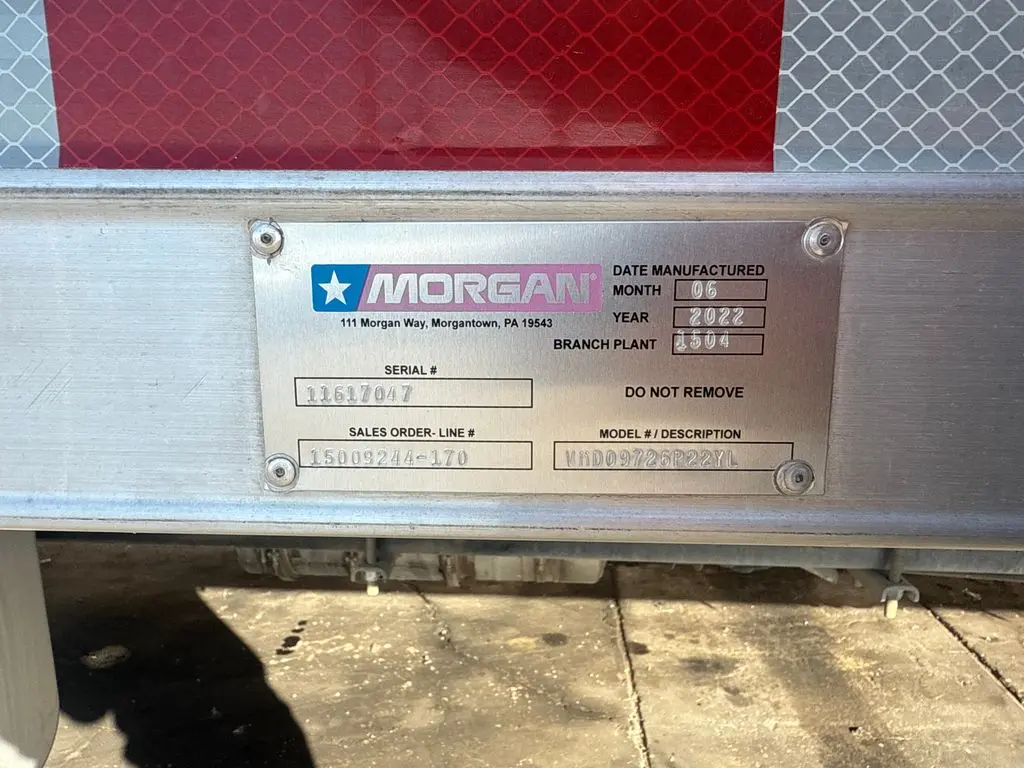 MORGAN®
111 Morgan Way, Morgantown, PA 19543
DATE MANUFACTURED
MONTH 06
YEAR 2022
BRANCH PLANT 1504
SERIAL #
11617047
DO NOT REMOVE
SALES ORDER- LINE #
15009244-170
MODEL # / DESCRIPTION
VMD09726P22YL